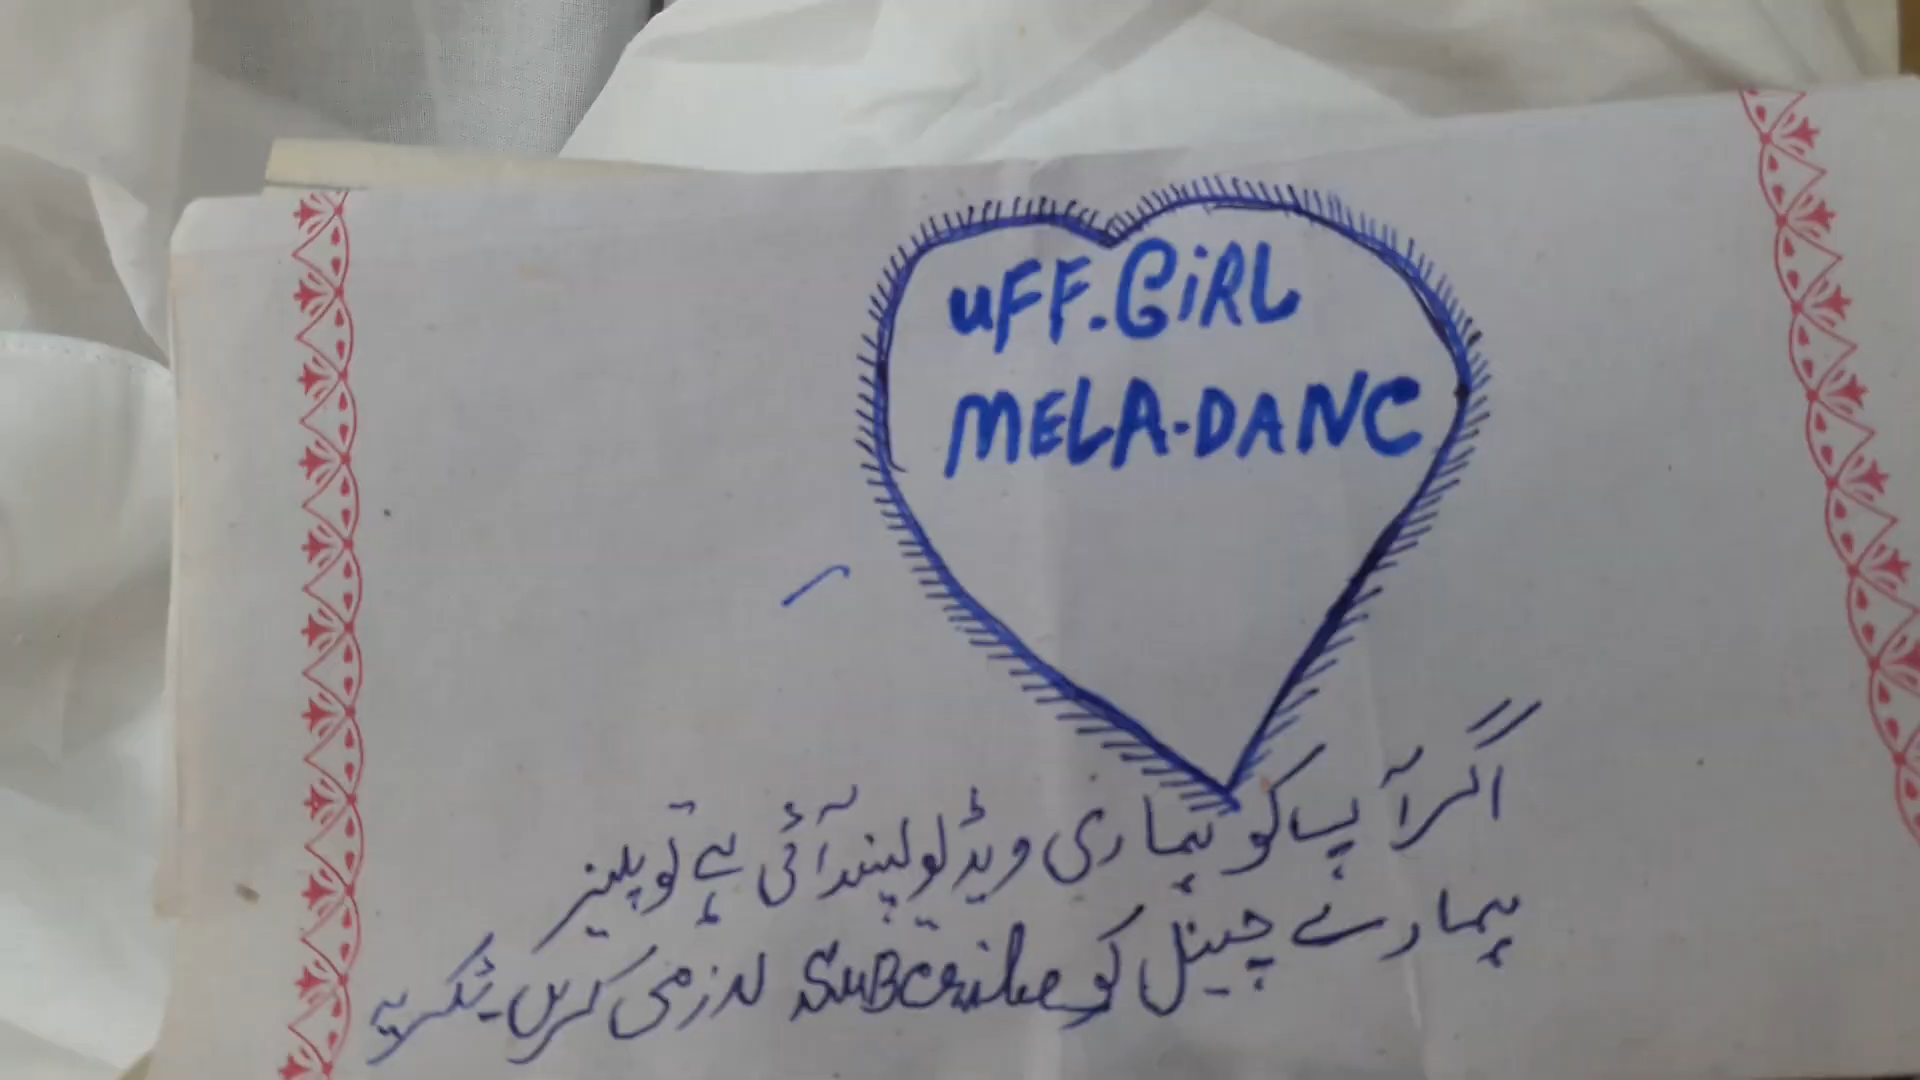 uFF.GiRL
MELA-DANC
اگر آپ کو ہماری ویڈیو پسند آئی ہے تو پلیز
ہمارے چینل کو Subcribe لازمی کریں۔ شکریہ